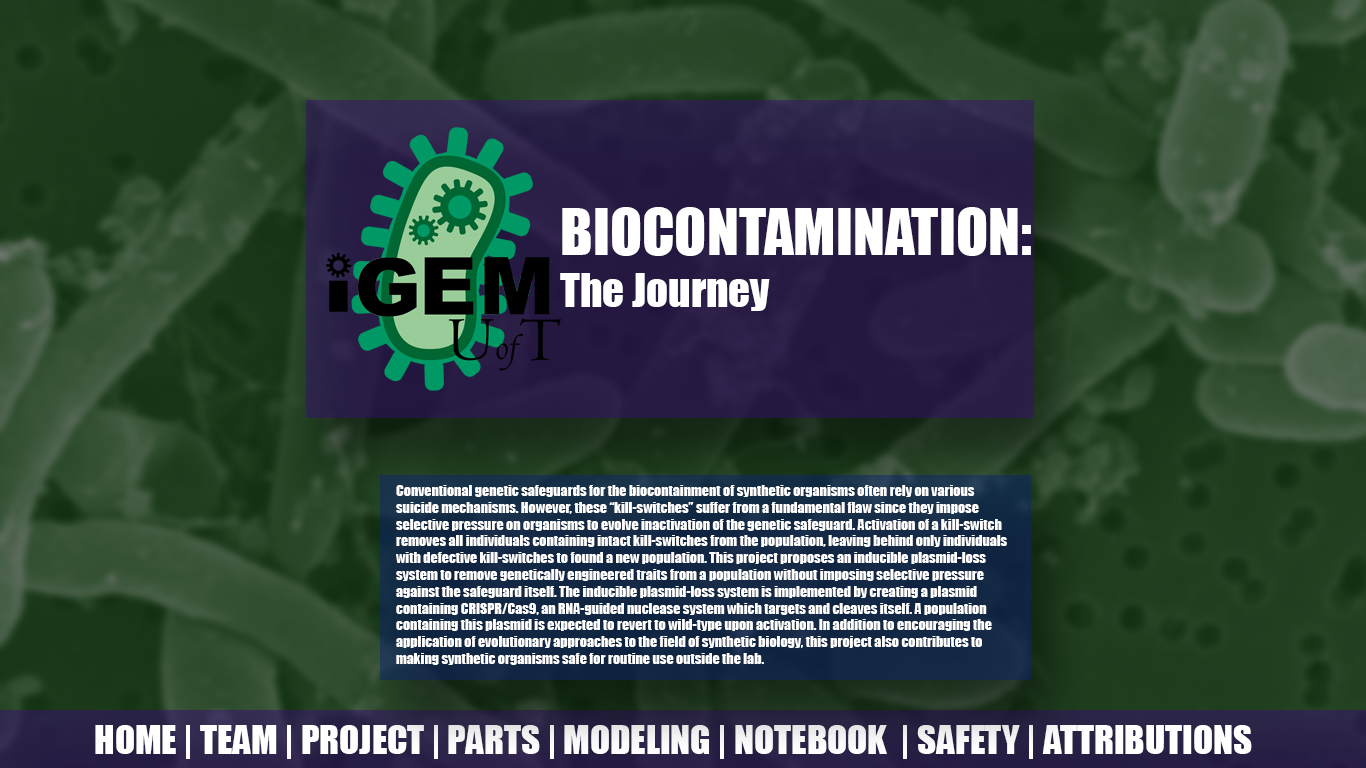 BIOCONTAMINATION:
The Journey
iGEM
U of T
Conventional genetic safeguards for the biocontainment of synthetic organisms often rely on various
suicide mechanisms. However, these “kill-switches” suffer from a fundamental flaw since they impose
selective pressure on organisms to evolve inactivation of the genetic safeguard. Activation of a kill-switch
removes all individuals containing intact kill-switches from the population, leaving behind only individuals
with defective kill-switches to found a new population. This project proposes an inducible plasmid-loss
system to remove genetically engineered traits from a population without imposing selective pressure
against the safeguard itself. The inducible plasmid-loss system is implemented by creating a plasmid
containing CRISPR/Cas9, an RNA-guided nuclease system which targets and cleaves itself. A population
containing this plasmid is expected to revert to wild-type upon activation. In addition to encouraging the
application of evolutionary approaches to the field of synthetic biology, this project also contributes to
making synthetic organisms safe for routine use outside the lab.
HOME | TEAM | PROJECT | PARTS | MODELING | NOTEBOOK | SAFETY | ATTRIBUTIONS